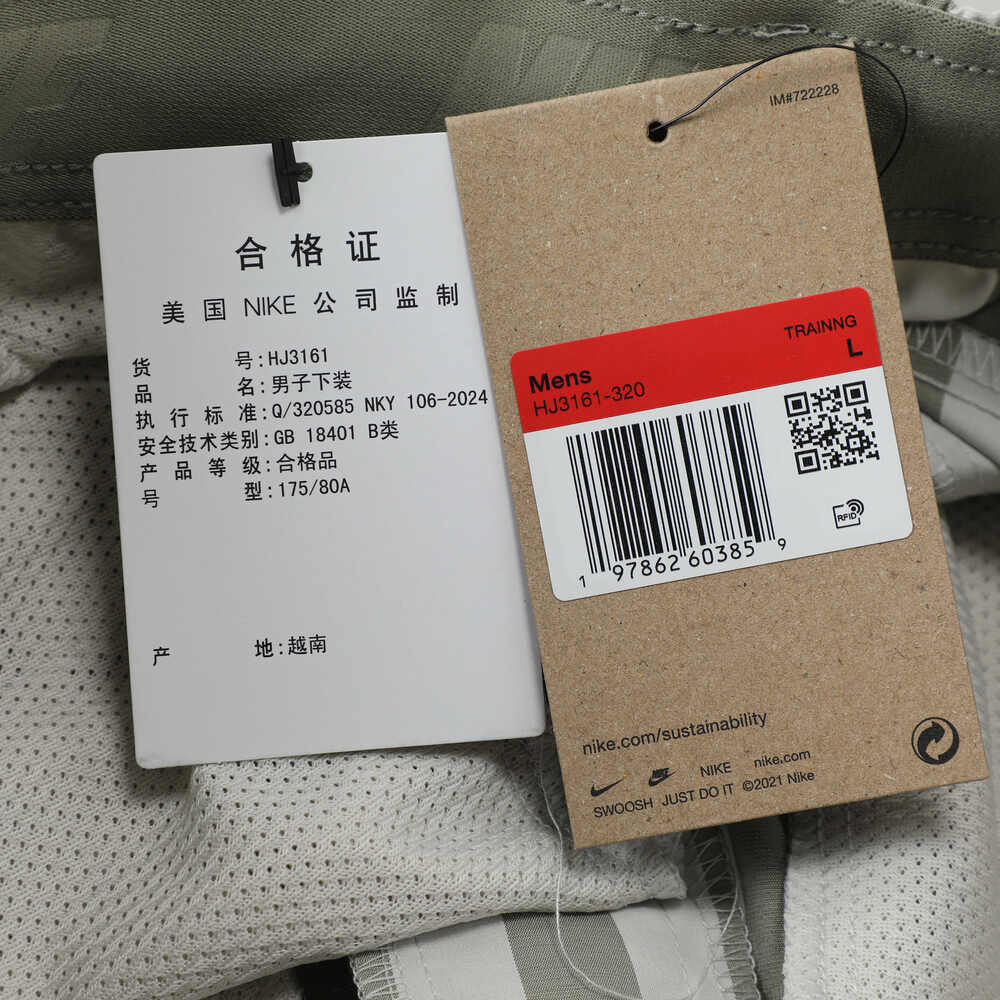 合格证
美国 NIKE 公司监制
货号:HJ3161
品名:男子下装
执行标准:Q/320585 NKY 106-2024
安全技术类别:GB 18401 B类
产品等级:合格品
号型:175/80A
产地:越南
IM#722228
TRAINNG
Mens L
HJ3161-320
1 97862 60385 9
RFID
nike.com/sustainability
NIKE nike.com
SWOOSH JUST DO IT ©2021 Nike